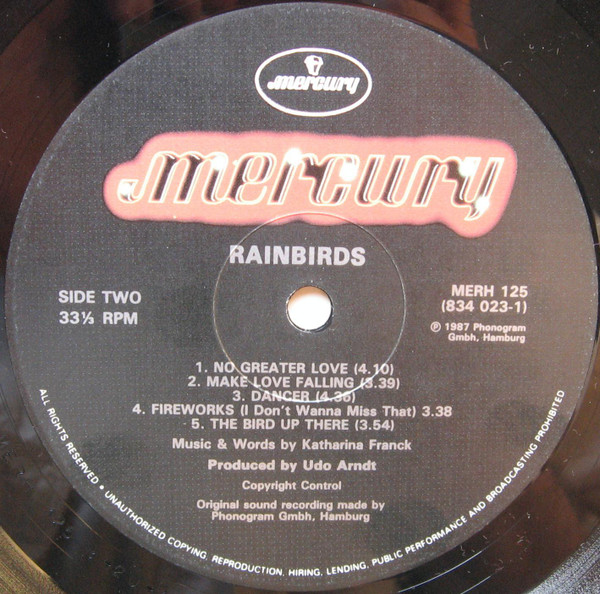 mercury
mercury
RAINBIRDS
SIDE TWO
33⅓ RPM
MERH 125
(834 023-1)
℗ 1987 Phonogram
Gmbh, Hamburg
1. NO GREATER LOVE (4.10)
2. MAKE LOVE FALLING (3.39)
3. DANCER (4.36)
4. FIREWORKS (I Don't Wanna Miss That) 3.38
5. THE BIRD UP THERE (3.54)
Music & Words by Katharina Franck
Produced by Udo Arndt
Copyright Control
Original sound recording made by
Phonogram Gmbh, Hamburg
ALL RIGHTS RESERVED • UNAUTHORIZED COPYING, REPRODUCTION, HIRING, LENDING, PUBLIC PERFORMANCE AND BROADCASTING PROHIBITED